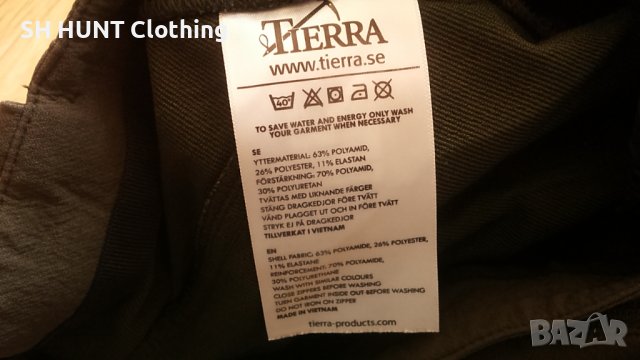 SH HUNT Clothing
TIERRA
www.tierra.se
40°
TO SAVE WATER AND ENERGY ONLY WASH
YOUR GARMENT WHEN NECESSARY
SE
YTTERMATERIAL: 63% POLYAMID,
26% POLYESTER, 11% ELASTAN
FÖRSTÄRKNING: 70% POLYAMID,
30% POLYURETAN
TVÄTTAS MED LIKNANDE FÄRGER
STÄNG DRAGKEDJOR FÖRE TVÄTT
VÄND PLAGGET UT OCH IN FÖRE TVÄTT
STRYK EJ PÅ DRAGKEDJOR
TILLVERKAT I VIETNAM
EN
SHELL FABRIC: 63% POLYAMIDE, 26% POLYESTER,
11% ELASTANE
REINFORCEMENT: 70% POLYAMIDE,
30% POLYURETHANE
WASH WITH SIMILAR COLOURS
CLOSE ZIPPERS BEFORE WASHING
TURN GARMENT INSIDE OUT BEFORE WASHING
DO NOT IRON ON ZIPPER
MADE IN VIETNAM
tierra-products.com
BAZAR